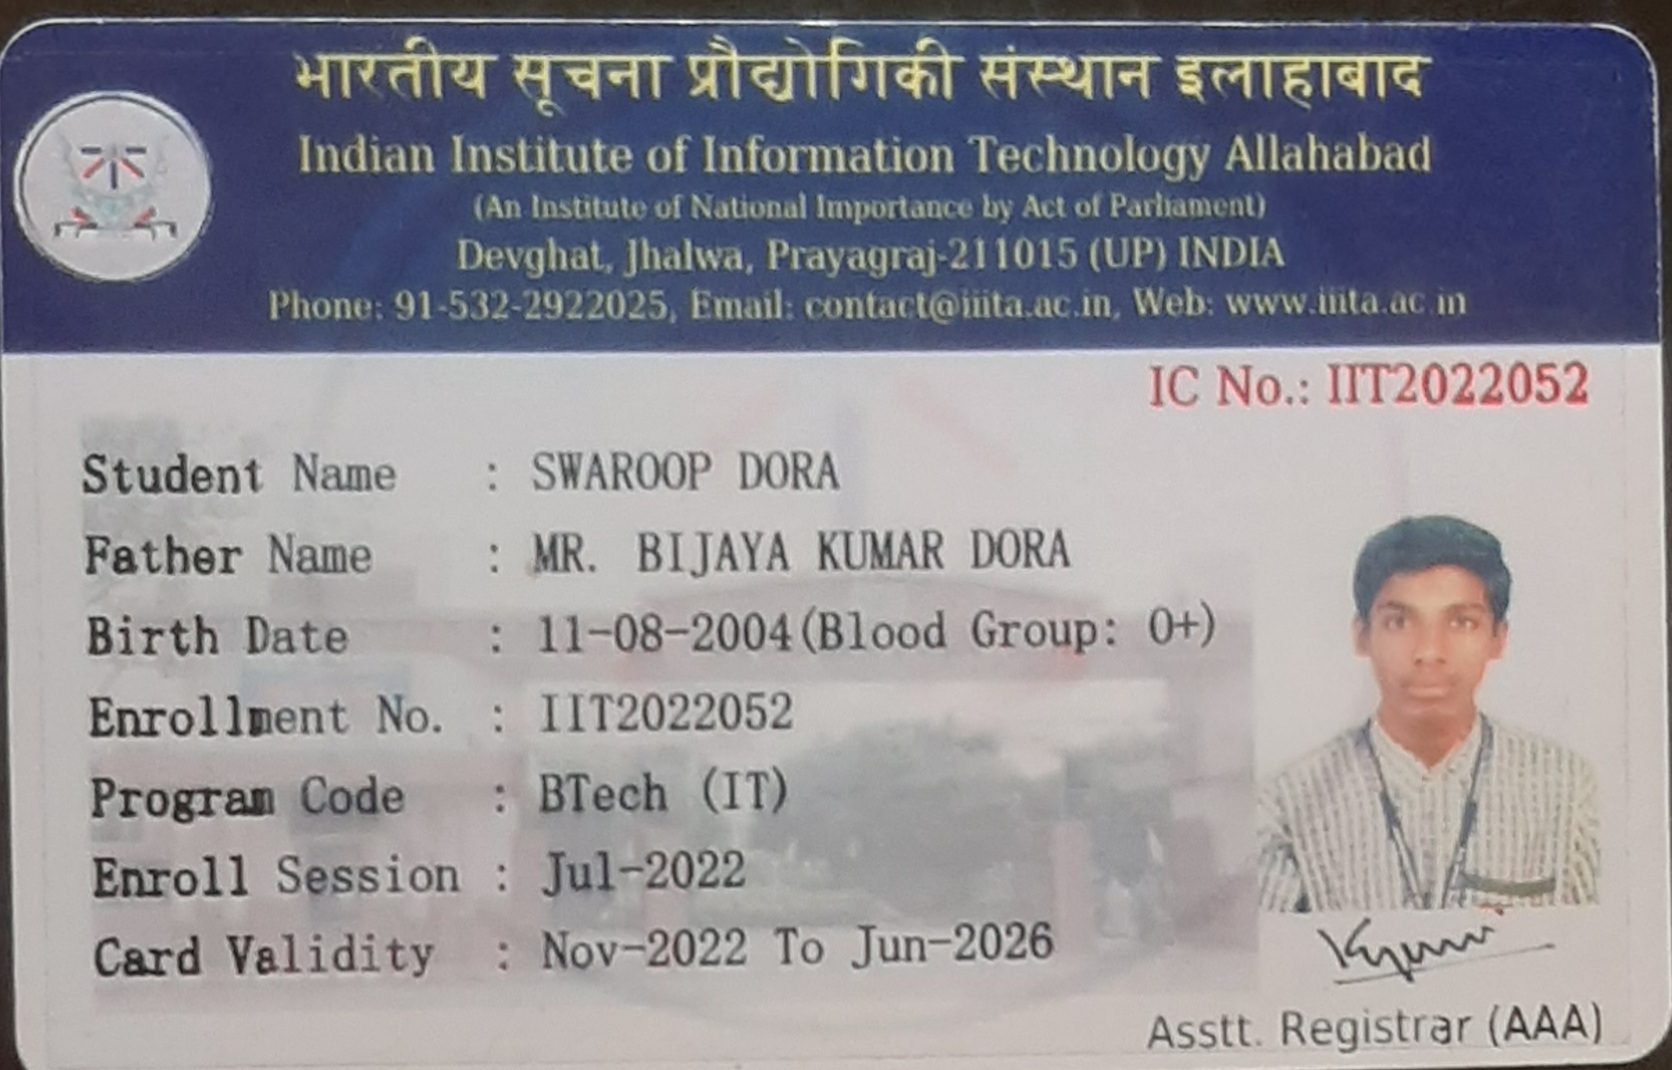 भारतीय सूचना प्रौद्योगिकी संस्थान इलाहाबाद
Indian Institute of Information Technology Allahabad
(An Institute of National Importance by Act of Parliament)
Devghat, Jhalwa, Prayagraj-211015 (UP) INDIA
Phone: 91-532-2922025, Email: contact@iiita.ac.in, Web: www.iiita.ac.in
IC No.: IIT2022052
Student Name : SWAROOP DORA
Father Name : MR. BIJAYA KUMAR DORA
Birth Date : 11-08-2004(Blood Group: O+)
Enrollment No. : IIT2022052
Program Code : BTech (IT)
Enroll Session : Jul-2022
Card Validity : Nov-2022 To Jun-2026
Asstt. Registrar (AAA)